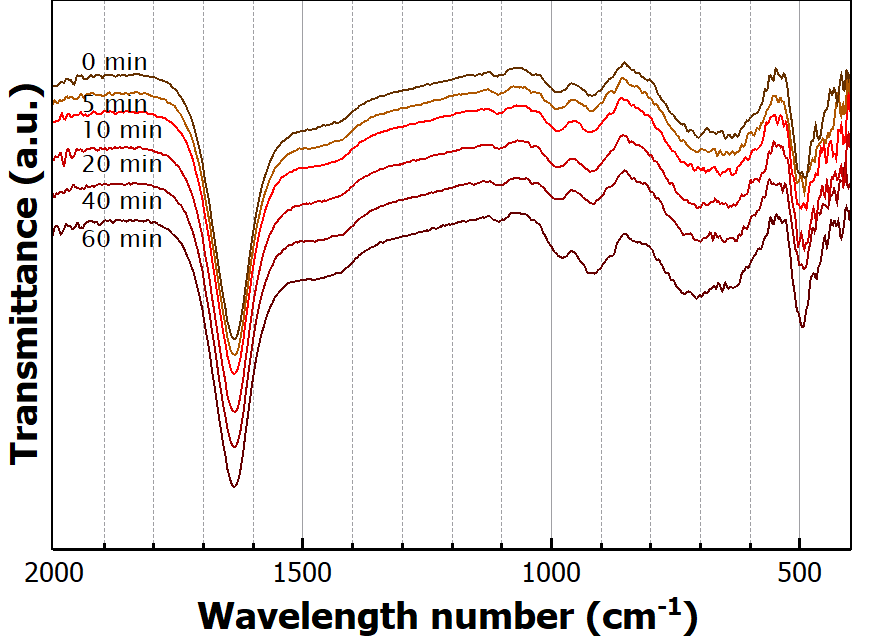 0 min
5 min
10 min
20 min
40 min
60 min
Transmittance (a.u.)
2000 1500 1000 500
Wavelength number (cm-1)